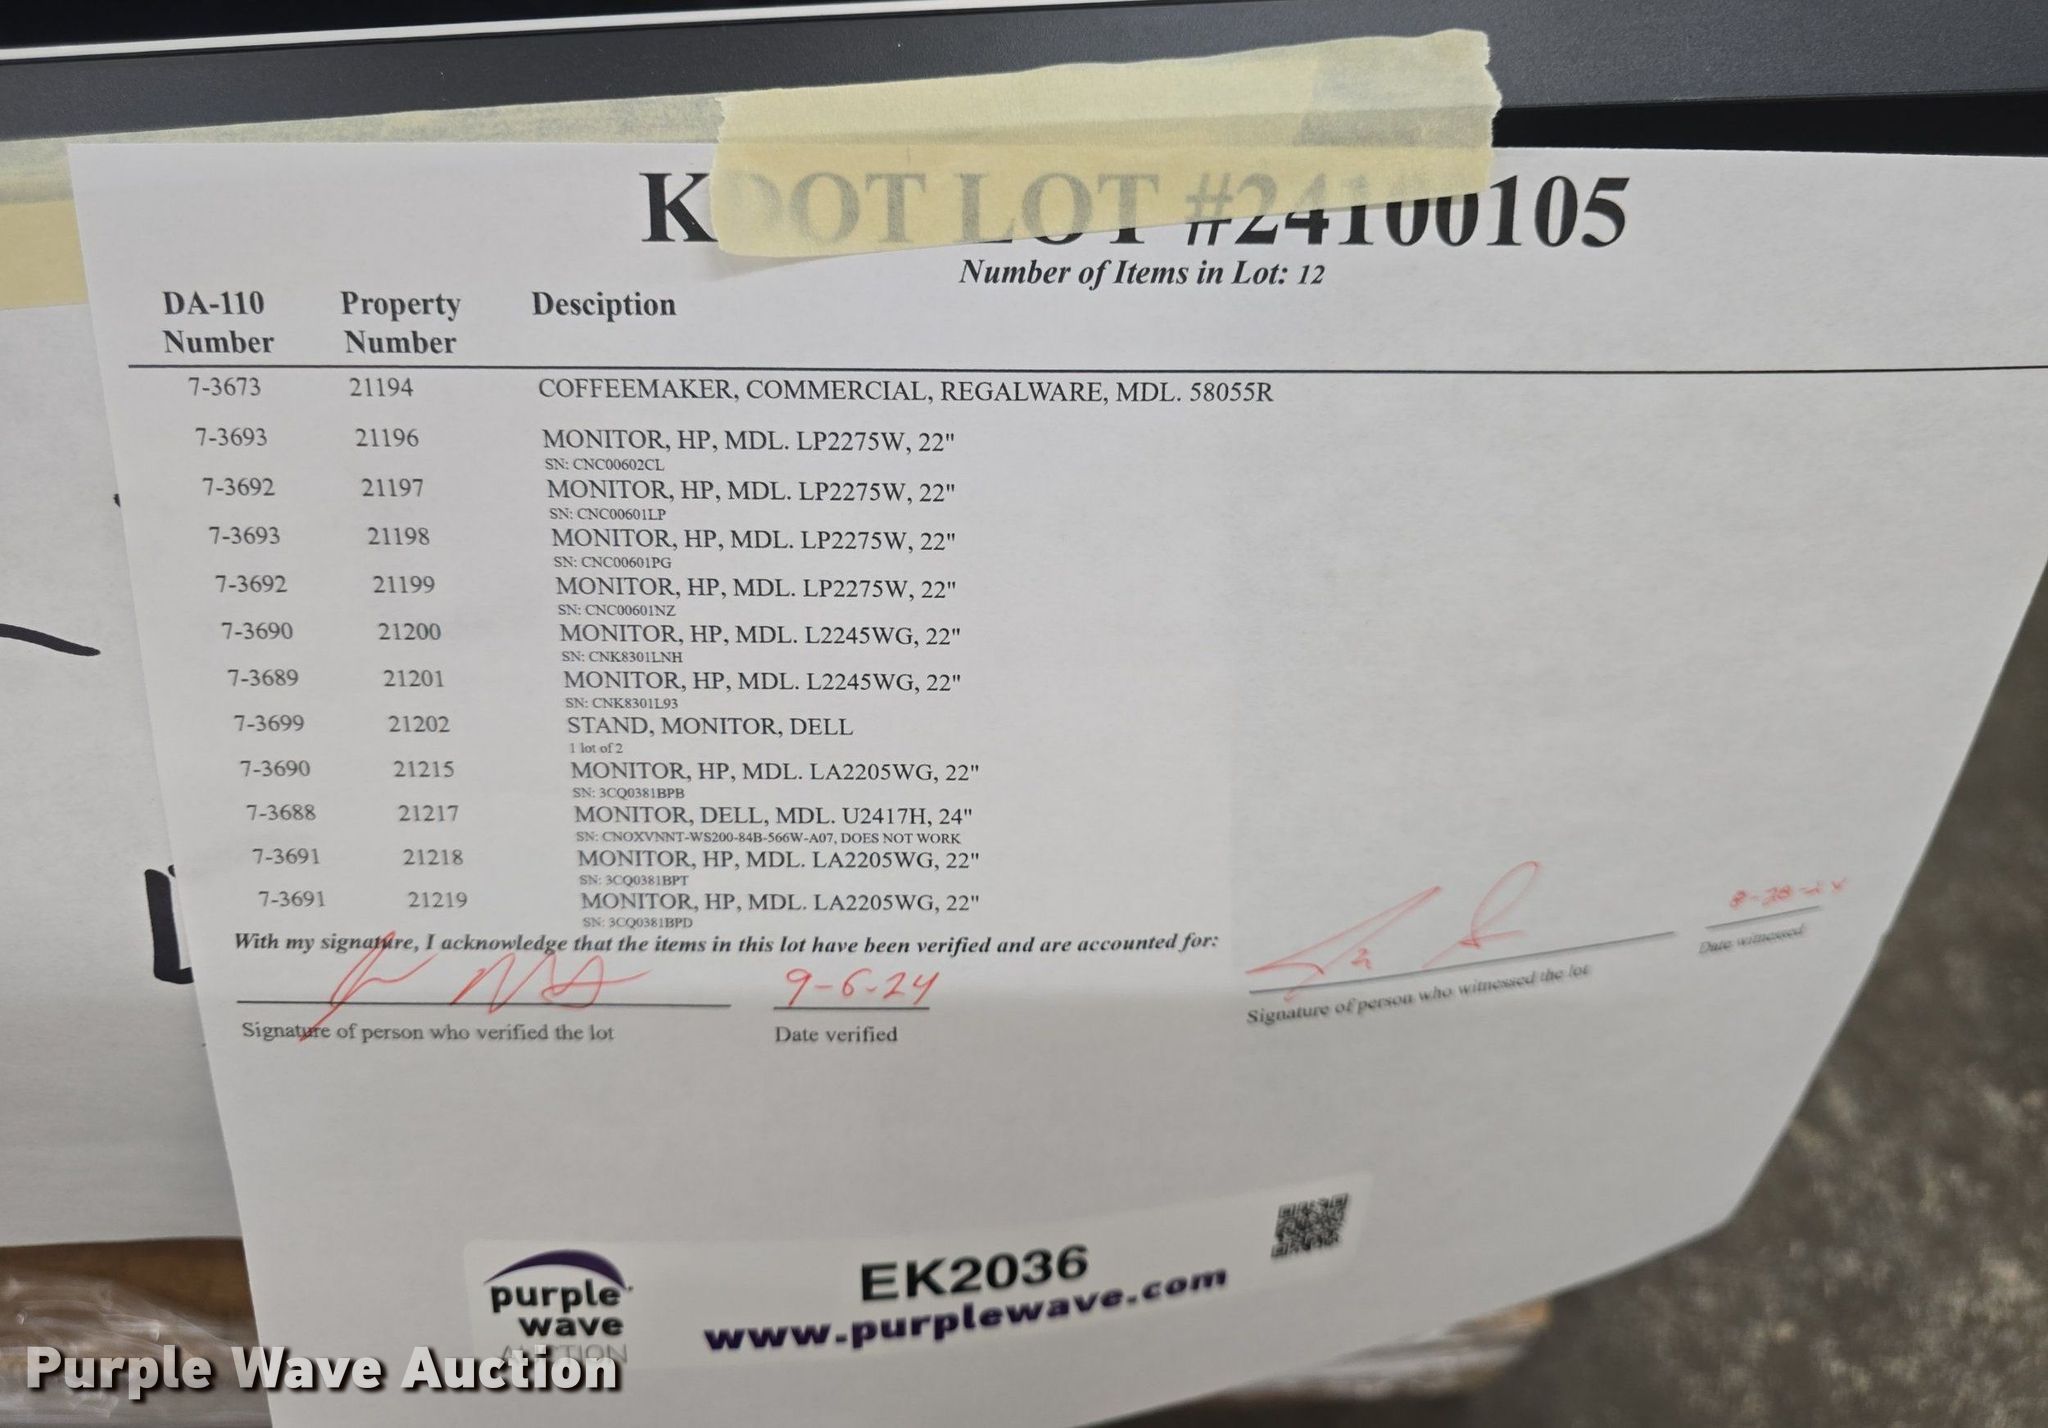 KDOT LOT #24100105
Number of Items in Lot: 12
DA-110 Number Property Number Desciption
7-3673 21194 COFFEEMAKER, COMMERCIAL, REGALWARE, MDL. 58055R
7-3693 21196 MONITOR, HP, MDL. LP2275W, 22"
SN: CNC00602CL
7-3692 21197 MONITOR, HP, MDL. LP2275W, 22"
SN: CNC00601LP
7-3693 21198 MONITOR, HP, MDL. LP2275W, 22"
SN: CNC00601PG
7-3692 21199 MONITOR, HP, MDL. LP2275W, 22"
SN: CNC00601NZ
7-3690 21200 MONITOR, HP, MDL. L2245WG, 22"
SN: CNK8301LNH
7-3689 21201 MONITOR, HP, MDL. L2245WG, 22"
SN: CNK8301L93
7-3699 21202 STAND, MONITOR, DELL
1 lot of 2
7-3690 21215 MONITOR, HP, MDL. LA2205WG, 22"
SN: 3CQ0381BPB
7-3688 21217 MONITOR, DELL, MDL. U2417H, 24"
SN: CNOXVNNT-WS200-84B-566W-A07, DOES NOT WORK
7-3691 21218 MONITOR, HP, MDL. LA2205WG, 22"
SN: 3CQ0381BPT
7-3691 21219 MONITOR, HP, MDL. LA2205WG, 22"
SN: 3CQ0381BPD
With my signature, I acknowledge that the items in this lot have been verified and are accounted for:
9-6-24
Signature of person who verified the lot Date verified
Signature of person who witnessed the lot Date witnessed
purple wave AUCTION
EK2036
www.purplewave.com
Purple Wave Auction